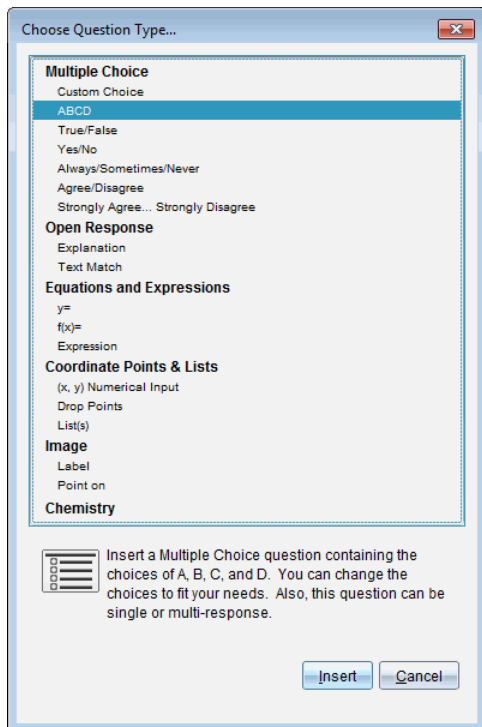 Choose Question Type...
Multiple Choice
Custom Choice
ABCD
True/False
Yes/No
Always/Sometimes/Never
Agree/Disagree
Strongly Agree... Strongly Disagree
Open Response
Explanation
Text Match
Equations and Expressions
y=
f(x)=
Expression
Coordinate Points & Lists
(x, y) Numerical Input
Drop Points
List(s)
Image
Label
Point on
Chemistry
Insert a Multiple Choice question containing the
choices of A, B, C, and D. You can change the
choices to fit your needs. Also, this question can be
single or multi-response.
Insert
Cancel